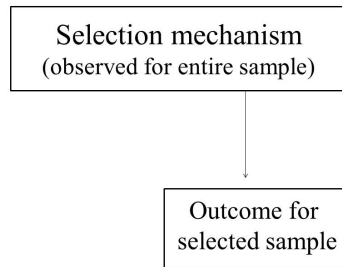 Selection mechanism
(observed for entire sample)
Outcome for
selected sample